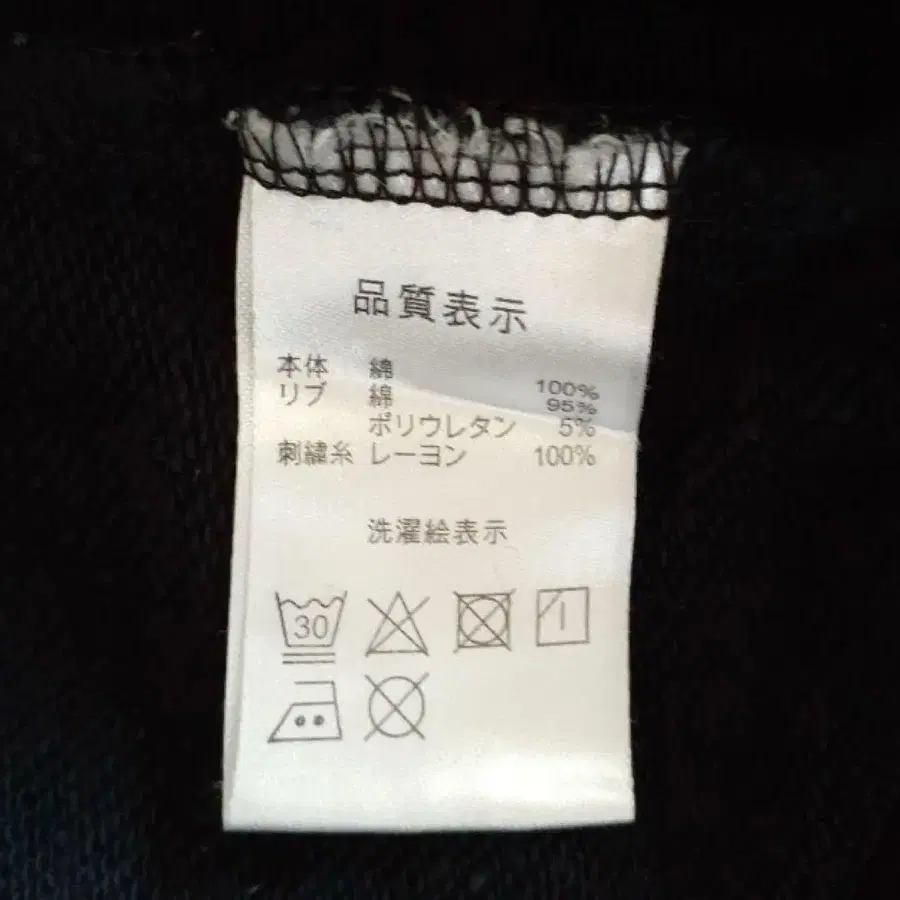 品質表示
本体 綿 100%
リブ 綿 95%
ポリウレタン 5%
刺繍糸 レーヨン 100%
洗濯絵表示
30